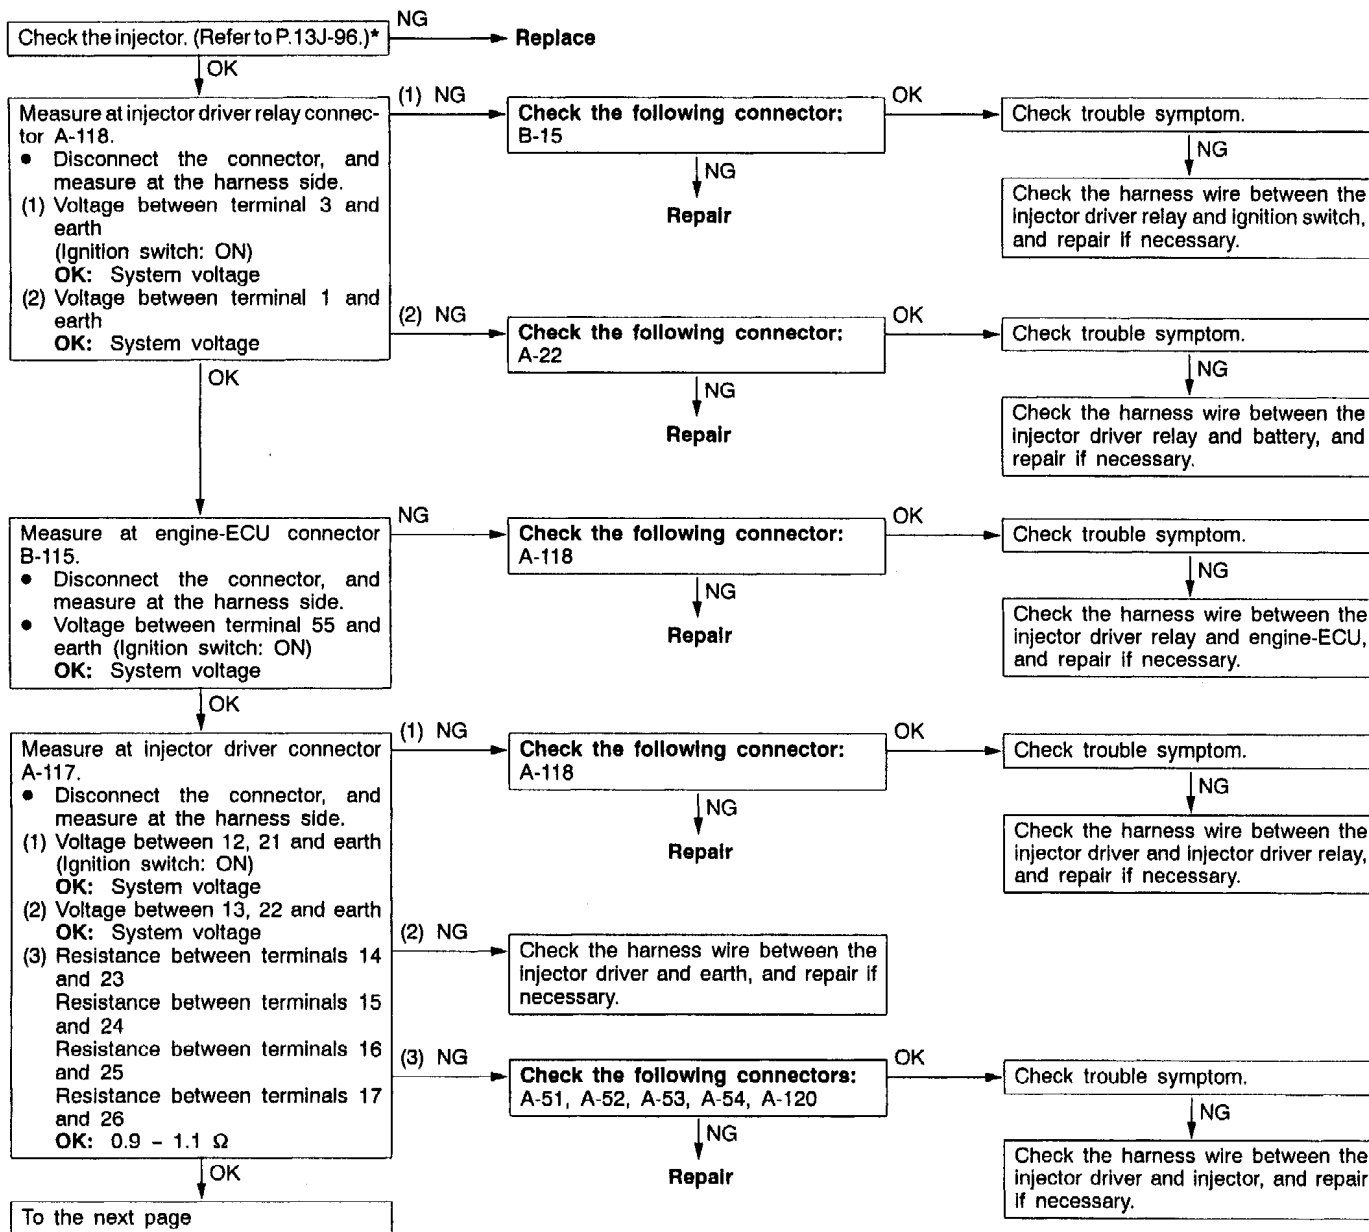 Check the injector. (Refer to P.13J-96.)*
NG
Replace
OK
Measure at injector driver relay connec-
tor A-118.
● Disconnect the connector, and
measure at the harness side.
(1) Voltage between terminal 3 and
earth
(Ignition switch: ON)
OK: System voltage
(2) Voltage between terminal 1 and
earth
OK: System voltage
(1) NG
Check the following connector:
B-15
OK
Check trouble symptom.
NG
Repair
NG
Check the harness wire between the
injector driver relay and ignition switch,
and repair if necessary.
(2) NG
Check the following connector:
A-22
OK
Check trouble symptom.
NG
Repair
NG
Check the harness wire between the
injector driver relay and battery, and
repair if necessary.
OK
Measure at engine-ECU connector
B-115.
● Disconnect the connector, and
measure at the harness side.
● Voltage between terminal 55 and
earth (Ignition switch: ON)
OK: System voltage
NG
Check the following connector:
A-118
OK
Check trouble symptom.
NG
Repair
NG
Check the harness wire between the
injector driver relay and engine-ECU,
and repair if necessary.
OK
Measure at injector driver connector
A-117.
● Disconnect the connector, and
measure at the harness side.
(1) Voltage between 12, 21 and earth
(Ignition switch: ON)
OK: System voltage
(2) Voltage between 13, 22 and earth
OK: System voltage
(3) Resistance between terminals 14
and 23
Resistance between terminals 15
and 24
Resistance between terminals 16
and 25
Resistance between terminals 17
and 26
OK: 0.9 – 1.1 Ω
(1) NG
Check the following connector:
A-118
OK
Check trouble symptom.
NG
Repair
NG
Check the harness wire between the
injector driver and injector driver relay,
and repair if necessary.
(2) NG
Check the harness wire between the
injector driver and earth, and repair if
necessary.
(3) NG
Check the following connectors:
A-51, A-52, A-53, A-54, A-120
OK
Check trouble symptom.
NG
Repair
NG
Check the harness wire between the
injector driver and injector, and repair
if necessary.
OK
To the next page